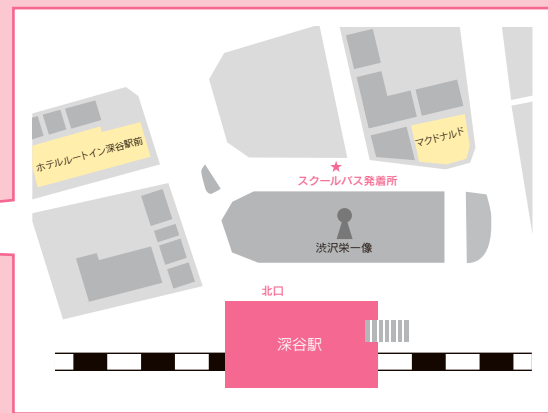 ホテルルートイン深谷駅前
マクドナルド
★
スクールバス発着所
渋沢栄一像
北口
深谷駅